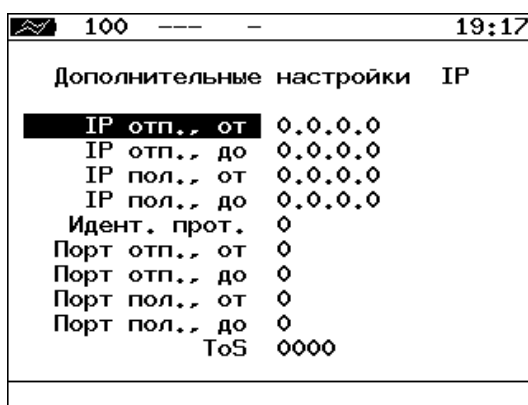 100 --- - 19:17
Дополнительные настройки IP
IP отп., от 0.0.0.0
IP отп., до 0.0.0.0
IP пол., от 0.0.0.0
IP пол., до 0.0.0.0
Идент. прот. 0
Порт отп., от 0
Порт отп., до 0
Порт пол., от 0
Порт пол., до 0
ToS 0000